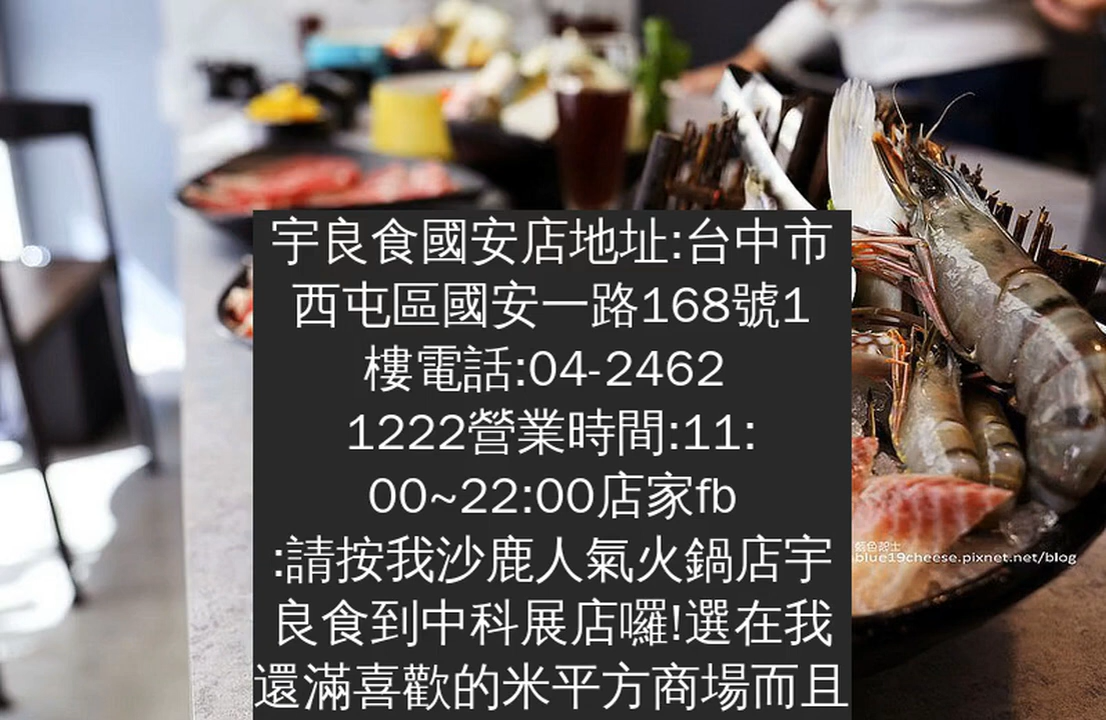 宇良食國安店地址:台中市
西屯區國安一路168號1
樓電話:04-2462
1222營業時間:11:
00~22:00店家fb
:請按我沙鹿人氣火鍋店宇
良食到中科展店囉!選在我
還滿喜歡的米平方商場而且
藍色起士
blue19cheese.pixnet.net/blog